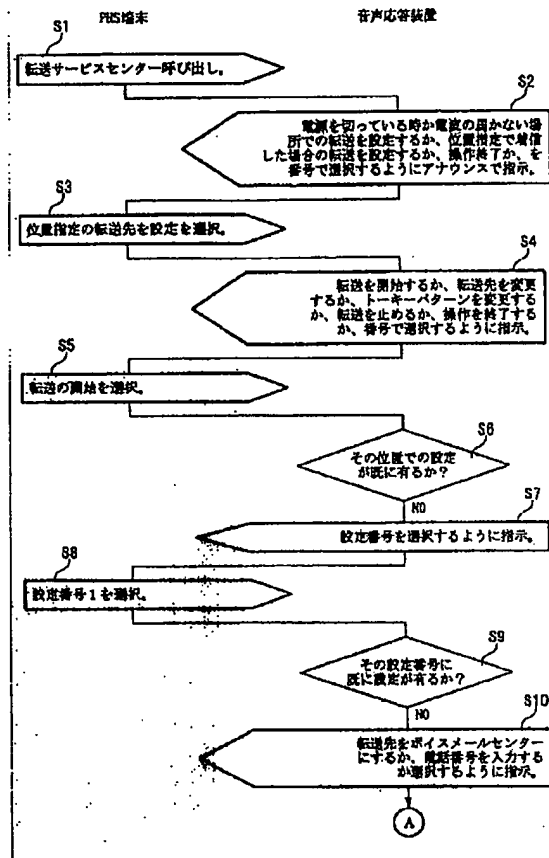 PHS端末
音声応答装置
S1
転送サービスセンター呼び出し。
S2
電源を切っている時か電波の届かない場
所での転送を設定するか、位置指定で着信
した場合の転送を設定するか、操作終了か、を
番号で選択するようにアナウンスで指示。
S3
位置指定の転送先を設定を選択。
S4
転送を開始するか、転送先を変更
するか、トーキーパターンを変更する
か、転送を止めるか、操作を終了する
か、番号で選択するように指示。
S5
転送の開始を選択。
S6
その位置での設定
が既に有るか?
NO
S7
設定番号を選択するように指示。
S8
設定番号1を選択。
S9
その設定番号に
既に設定が有るか?
NO
S10
転送先をボイスメールセンター
にするか、電話番号を入力する
か選択するように指示。
A